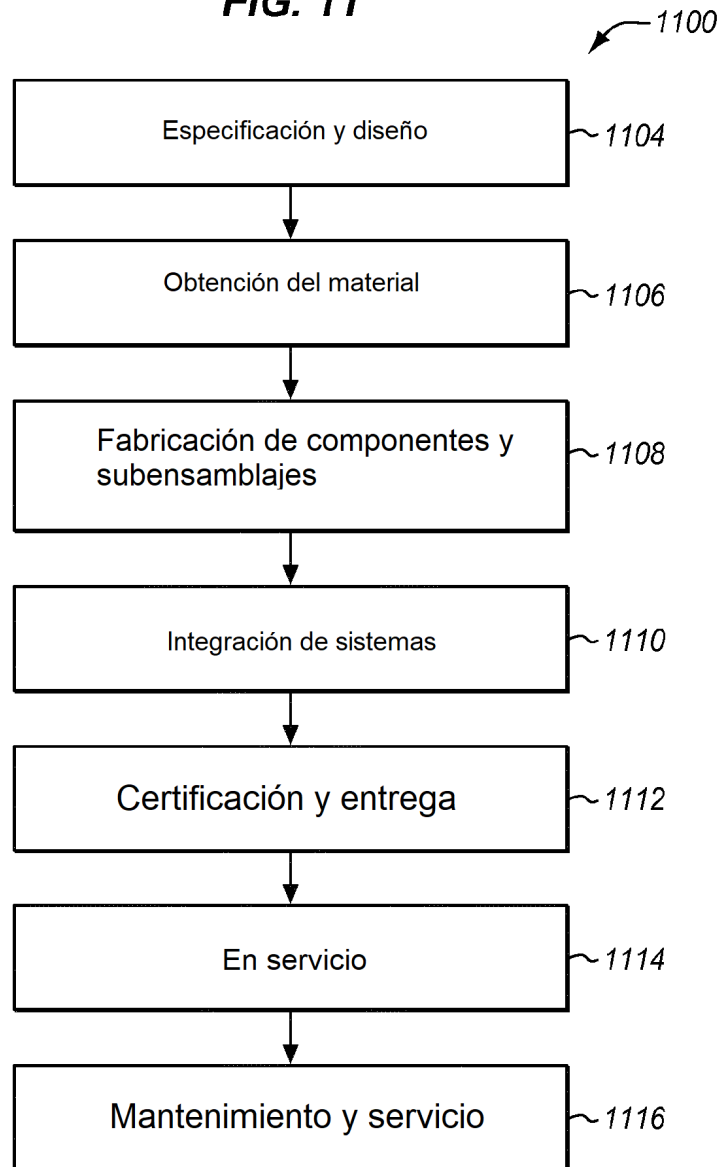 FIG. 11
1100
Especificación y diseño
1104
Obtención del material
1106
Fabricación de componentes y
subensamblajes
1108
Integración de sistemas
1110
Certificación y entrega
1112
En servicio
1114
Mantenimiento y servicio
1116